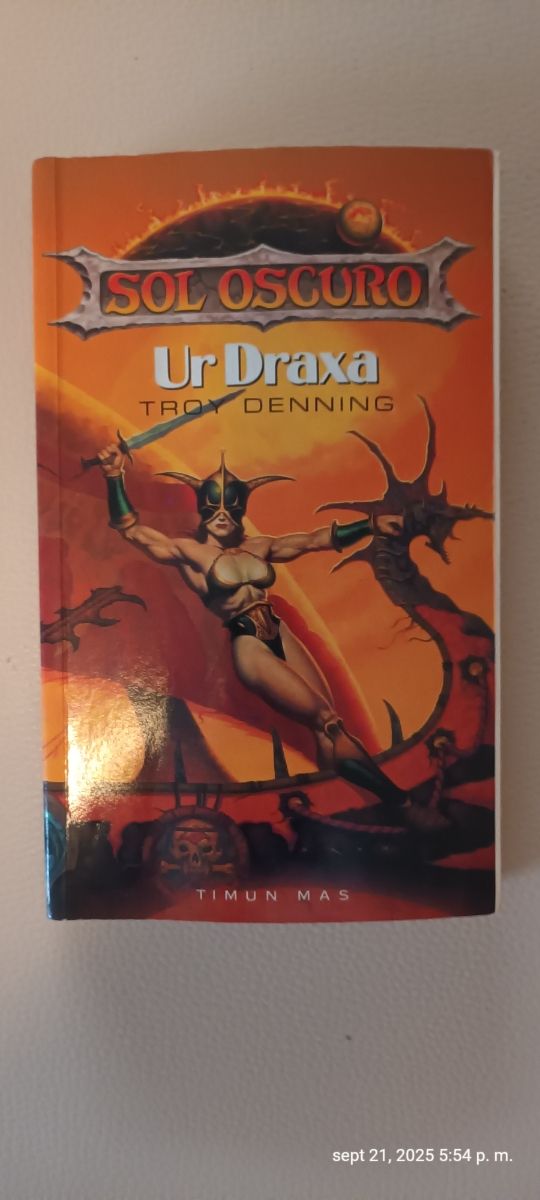 SOL OSCURO
Ur Draxa
TROY DENNING
TIMUN MAS
sept 21, 2025 5:54 p. m.